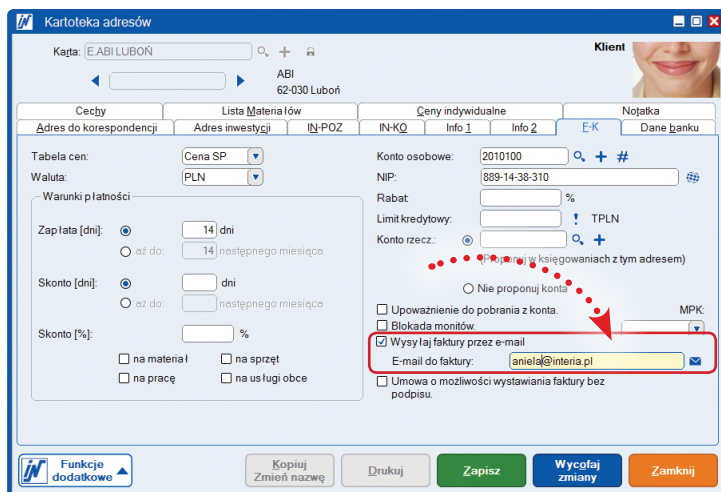 Kartoteka adresów
Karta: E.ABI LUBOŃ
Klient
ABI
62-030 Luboń
Cechy Lista Materiałów Ceny indywidualne Notatka
Adres do korespondencji Adres inwestycji IN-POZ IN-KO Info 1 Info 2 F-K Dane banku
Tabela cen: Cena SP
Waluta: PLN
Warunki płatności
Zapłata [dni]: 14 dni
aż do: 14 następnego miesiąca
Skonto [dni]: dni
aż do: następnego miesiąca
Skonto [%]: %
na materiał na sprzęt
na pracę na usługi obce
Konto osobowe: 2010100
NIP: 889-14-38-310
Rabat %
Limit kredytowy: ! TPLN
Konto rzecz.:
(Proponuj w księgowaniach z tym adresem)
Nie proponuj konta
Upoważnienie do pobrania z konta. MPK:
Blokada monitów.
Wysyłaj faktury przez e-mail
E-mail do faktury: aniela@interia.pl
Umowa o możliwości wystawiania faktury bez
podpisu.
Funkcje
dodatkowe
Kopiuj
Zmień nazwę
Drukuj
Zapisz
Wycofaj
zmiany
Zamknij